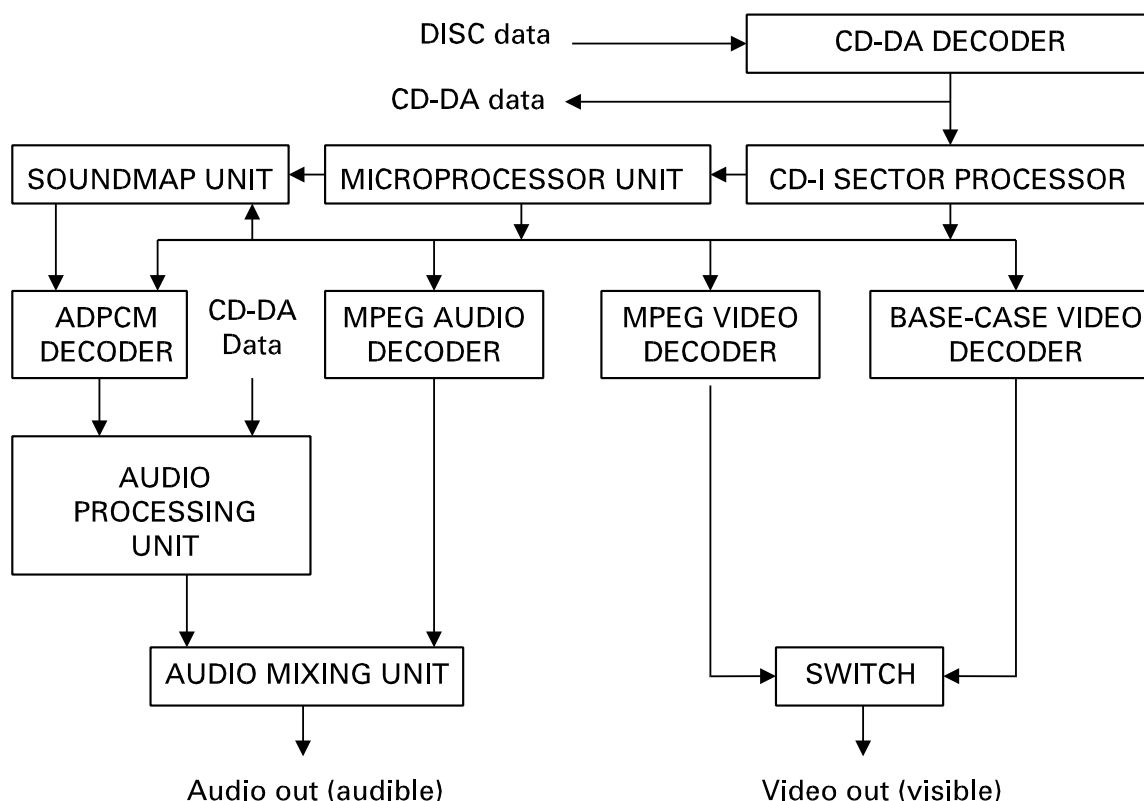 DISC data
CD-DA DECODER
CD-DA data
SOUNDMAP UNIT
MICROPROCESSOR UNIT
CD-I SECTOR PROCESSOR
ADPCM
DECODER
CD-DA
Data
MPEG AUDIO
DECODER
MPEG VIDEO
DECODER
BASE-CASE VIDEO
DECODER
AUDIO
PROCESSING
UNIT
AUDIO MIXING UNIT
SWITCH
Audio out (audible)
Video out (visible)